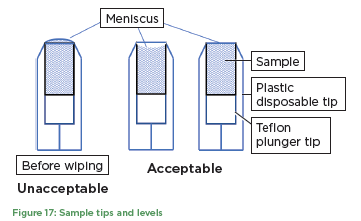 Meniscus
Sample
Plastic
disposable tip
Teflon
plunger tip
Before wiping
Acceptable
Unacceptable
Figure 17: Sample tips and levels